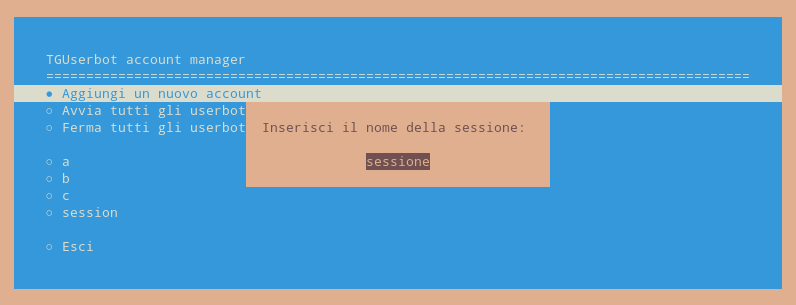 TGUserbot account manager
========================================================================================
● Aggiungi un nuovo account
○ Avvia tutti gli userbot
○ Ferma tutti gli userbot
Inserisci il nome della sessione:
sessione
○ a
○ b
○ c
○ session
○ Esci